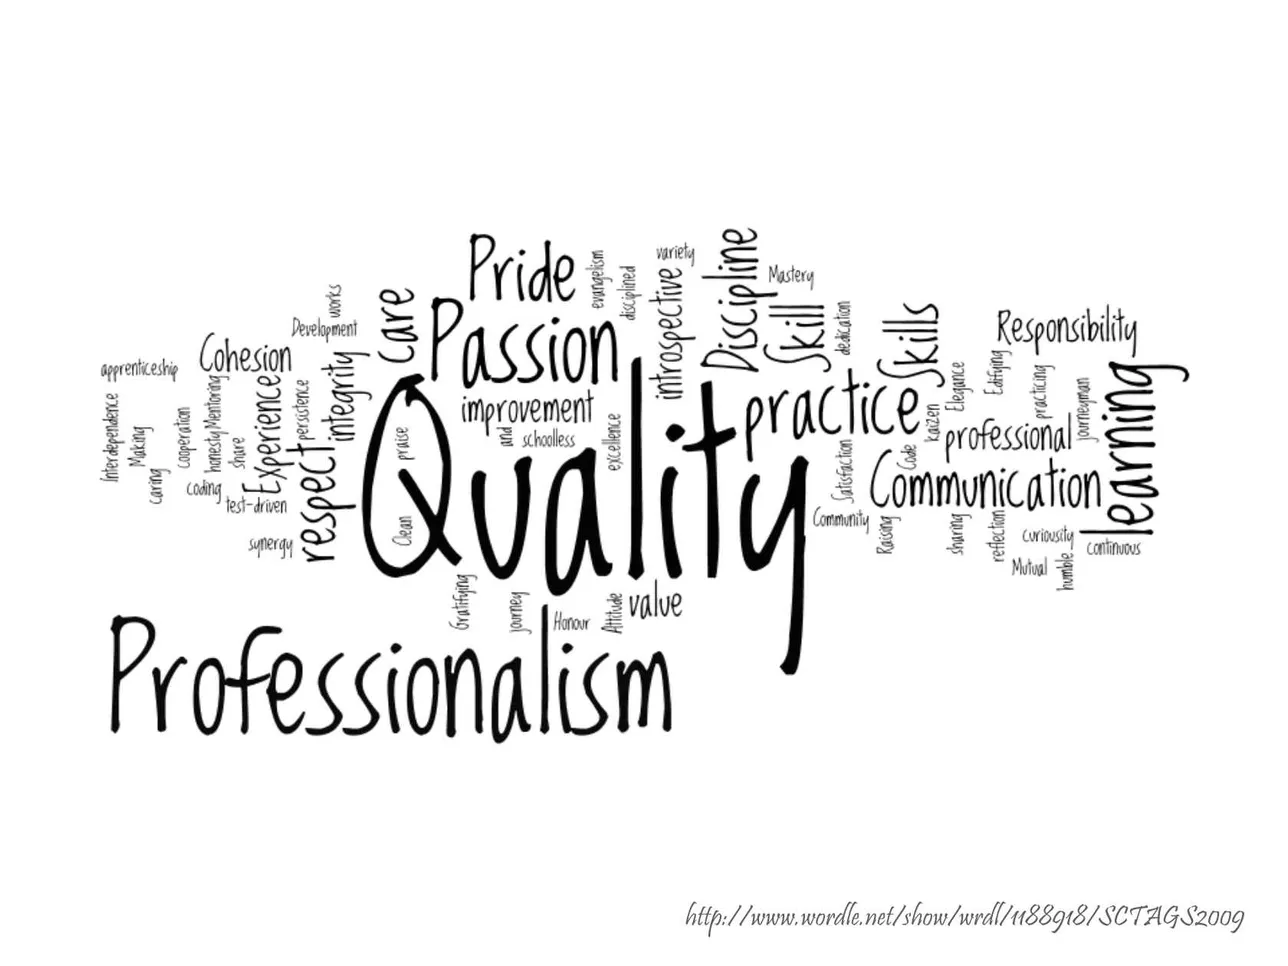 Pride
evangelism
disciplined
variety
introspective
Discipline
Mastery
Skill
dedication
Skills
Responsibility
works
Development
Care
Passion
Cohesion
apprenticeship
integrity
Mentoring
Experience
persistence
improvement
practice
Elegance
Edifying
practicing
journeyman
learning
Interdependence
Making
caring
cooperation
honesty
share
coding
test-driven
respect
praise
and
schoolless
excellence
Quality
kaizen
professional
Code
Satisfaction
Communication
synergy
Clean
Community
Raising
sharing
reflection
curiousity
continuous
Mutual
humble
Gratifying
journey
Honour
Attitude
value
Professionalism
http://www.wordle.net/show/wrdl/1188918/SCTAGS2009